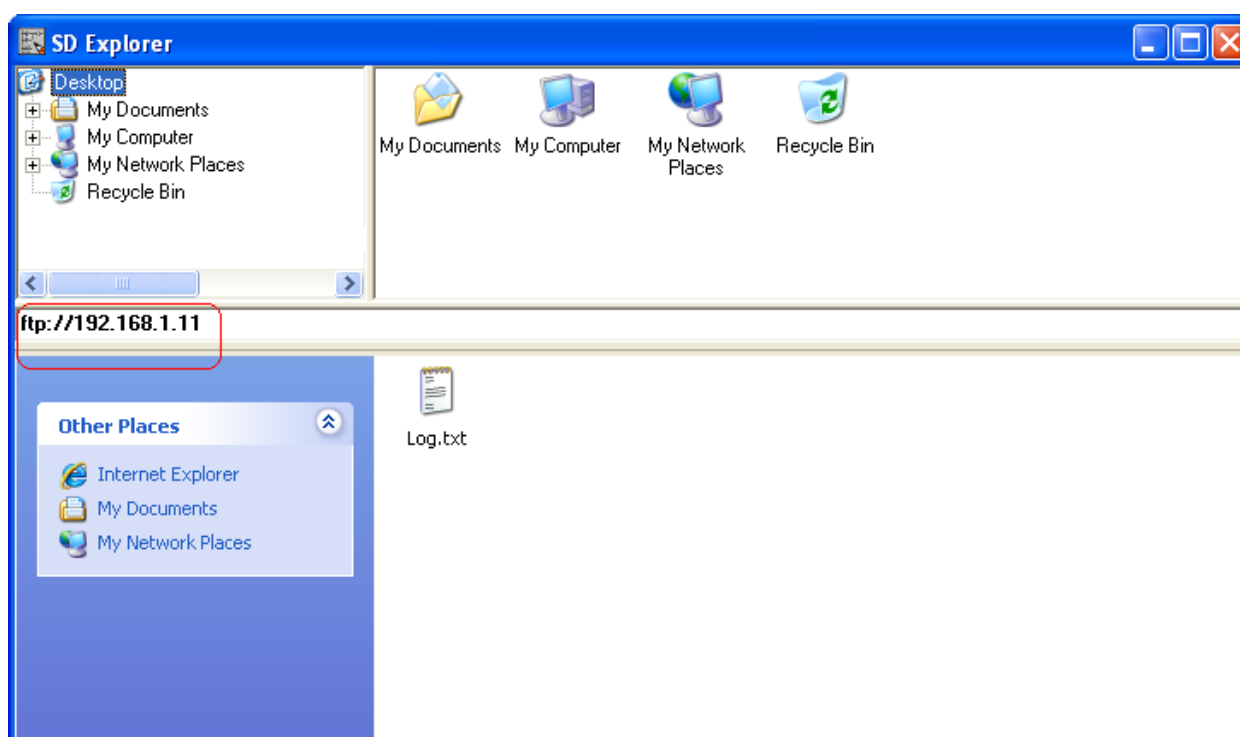 SD Explorer
Desktop
My Documents
My Computer
My Network Places
Recycle Bin
My Documents
My Computer
My Network
Places
Recycle Bin
ftp://192.168.1.11
Other Places
Internet Explorer
My Documents
My Network Places
Log.txt